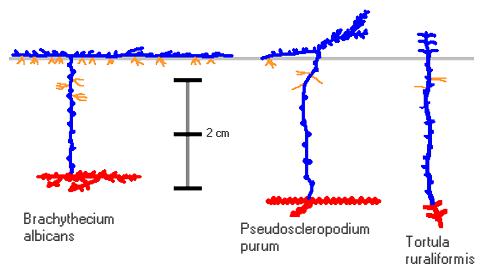 2 cm
Brachythecium
albicans
Pseudoscleropodium
purum
Tortula
ruraliformis